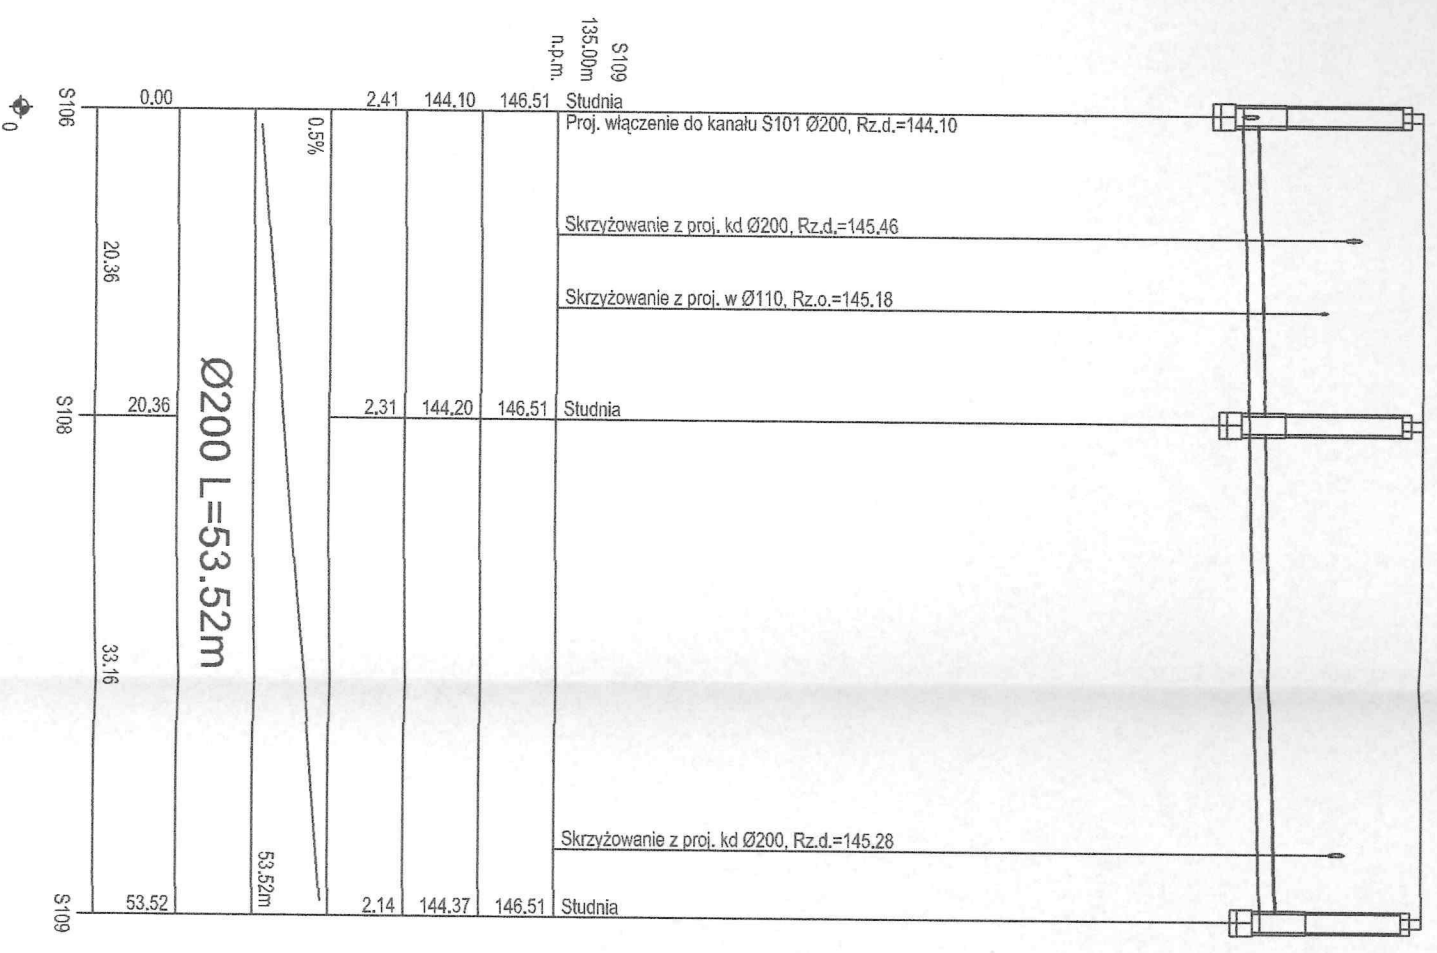 S109
135.00m
n.p.m.
S106
0.00
0.5%
2.41
144.10
146.51
Studnia
Proj. włączenie do kanału S101 Ø200, Rz.d.=144.10
Skrzyżowanie z proj. kd Ø200, Rz.d.=145.46
20.36
Skrzyżowanie z proj. w Ø110, Rz.o.=145.18
S108
20.36
Ø200 L=53.52m
2.31
144.20
146.51
Studnia
33.16
Skrzyżowanie z proj. kd Ø200, Rz.d.=145.28
S109
53.52
53.52m
2.14
144.37
146.51
Studnia
0